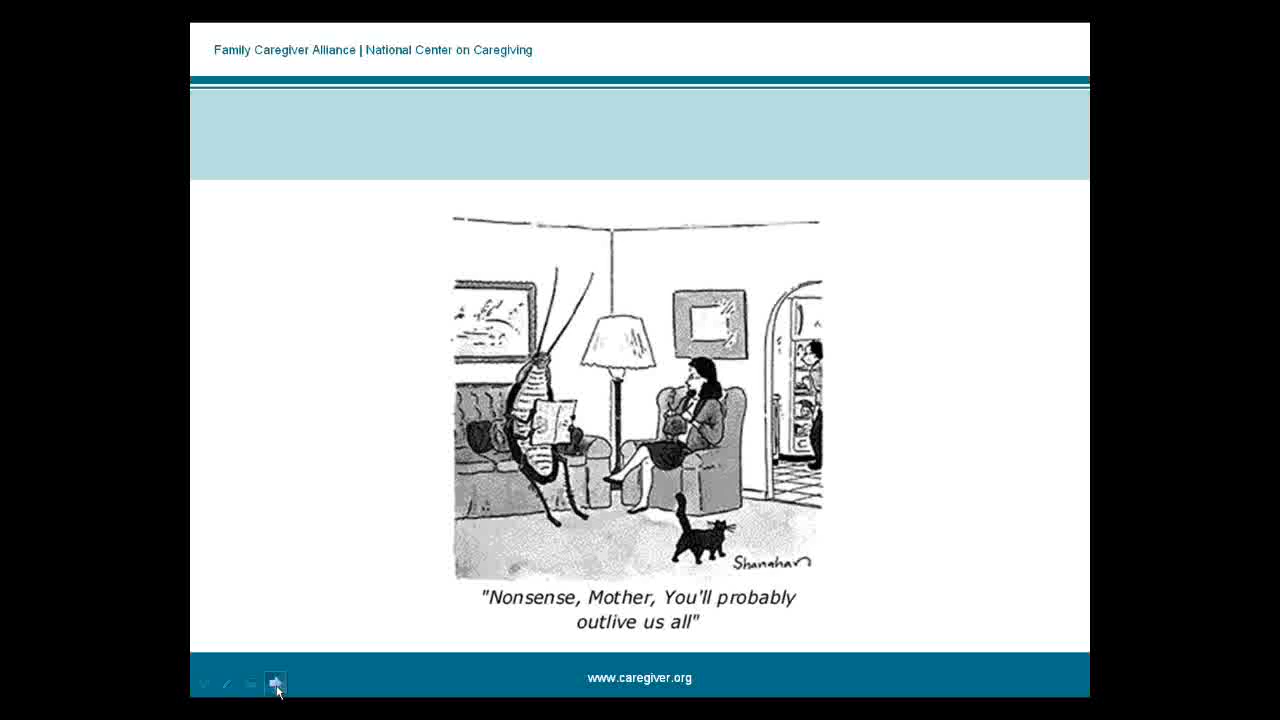 Family Caregiver Alliance | National Center on Caregiving
Shanahan
"Nonsense, Mother, You'll probably
outlive us all"
www.caregiver.org